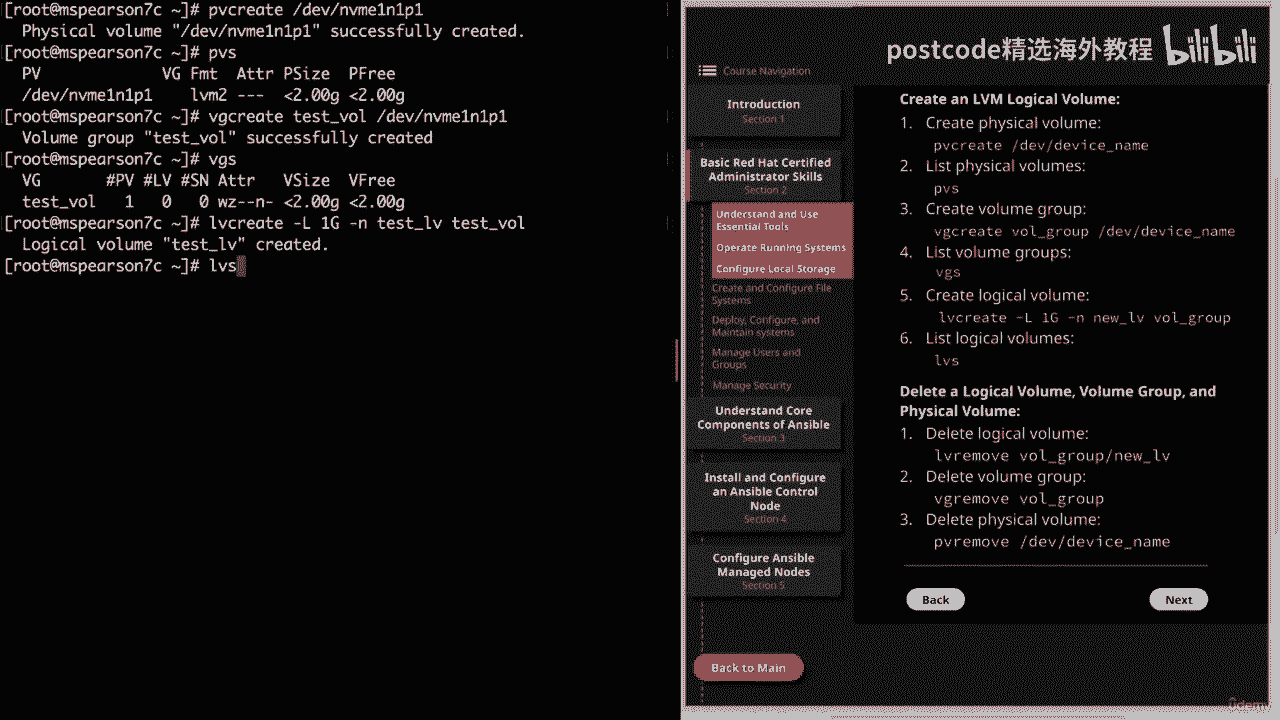 [root@mspearson7c ~]# pvcreate /dev/nvme1n1p1
Physical volume "/dev/nvme1n1p1" successfully created.
[root@mspearson7c ~]# pvs
PV VG Fmt Attr PSize PFree
/dev/nvme1n1p1 lvm2 --- <2.00g <2.00g
[root@mspearson7c ~]# vgcreate test_vol /dev/nvme1n1p1
Volume group "test_vol" successfully created
[root@mspearson7c ~]# vgs
VG #PV #LV #SN Attr VSize VFree
test_vol 1 0 0 wz--n- <2.00g <2.00g
[root@mspearson7c ~]# lvcreate -L 1G -n test_lv test_vol
Logical volume "test_lv" created.
[root@mspearson7c ~]# lvs
postcode精选海外教程 bilibili
Course Navigation
Introduction
Section 1
Basic Red Hat Certified
Administrator Skills
Section 2
Understand and Use
Essential Tools
Operate Running Systems
Configure Local Storage
Create and Configure File
Systems
Deploy, Configure, and
Maintain systems
Manage Users and
Groups
Manage Security
Understand Core
Components of Ansible
Section 3
Install and Configure
an Ansible Control
Node
Section 4
Configure Ansible
Managed Nodes
Section 5
Back to Main
Create an LVM Logical Volume:
1. Create physical volume:
pvcreate /dev/device_name
2. List physical volumes:
pvs
3. Create volume group:
vgcreate vol_group /dev/device_name
4. List volume groups:
vgs
5. Create logical volume:
lvcreate -L 1G -n new_lv vol_group
6. List logical volumes:
lvs
Delete a Logical Volume, Volume Group, and
Physical Volume:
1. Delete logical volume:
lvremove vol_group/new_lv
2. Delete volume group:
vgremove vol_group
3. Delete physical volume:
pvremove /dev/device_name
Back
Next
ûdemy